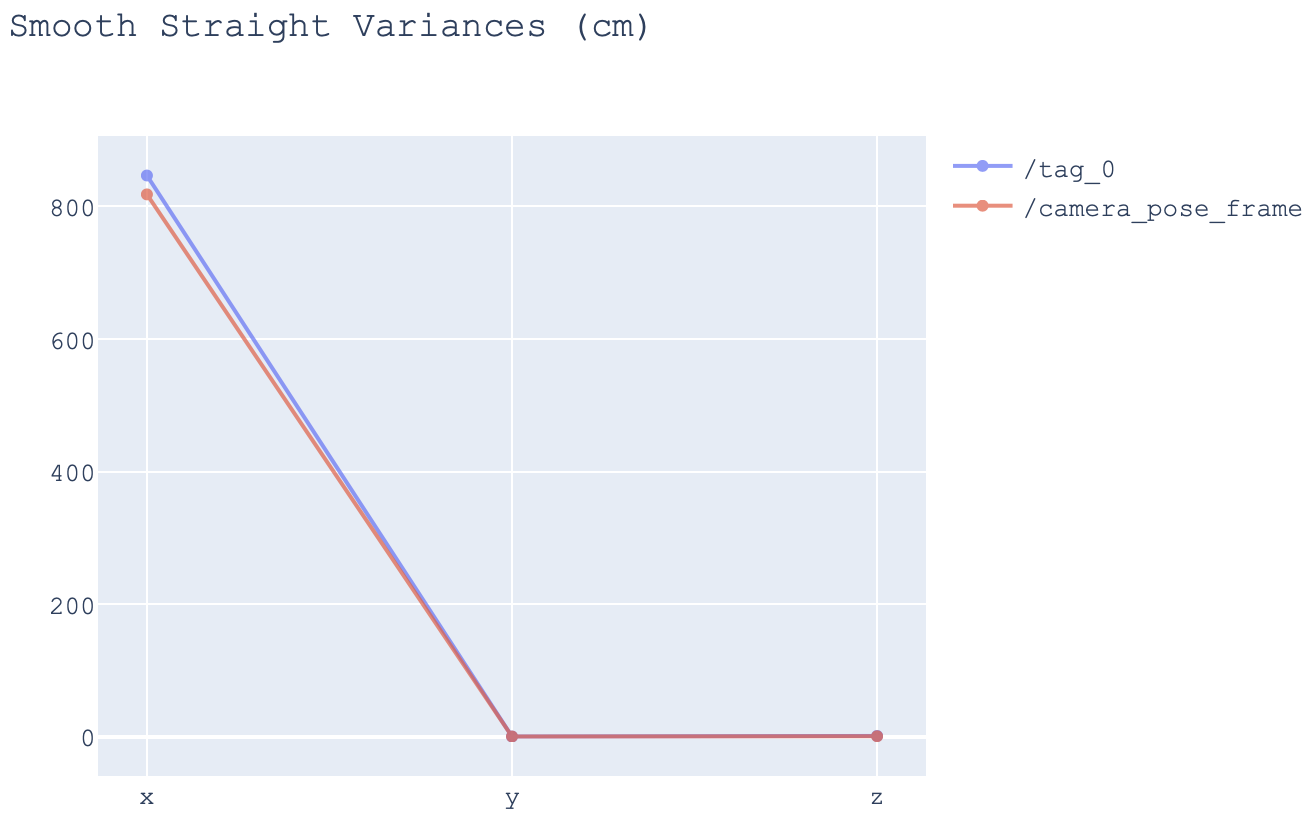 Smooth Straight Variances (cm)
/tag_0
/camera_pose_frame
800
600
400
200
0
x
y
z